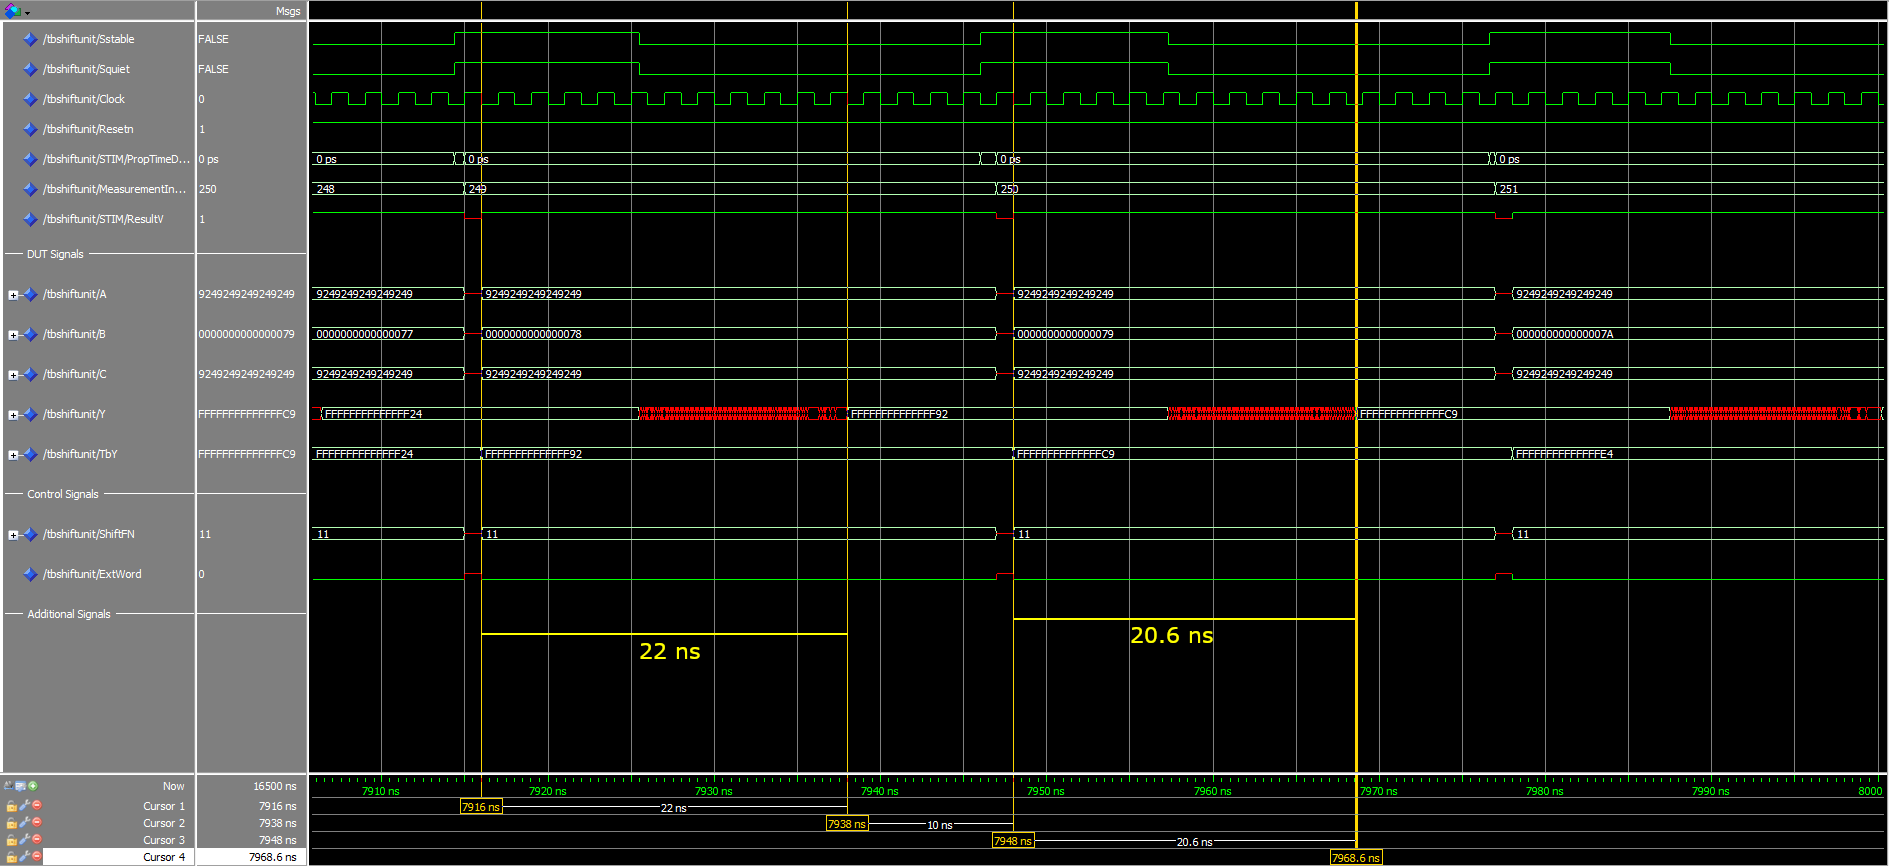 Msgs
/tbshiftunit/Sstable FALSE
/tbshiftunit/Squiet FALSE
/tbshiftunit/Clock 0
/tbshiftunit/Resetn 1
/tbshiftunit/STIM/PropTimeD... 0 ps 0 ps 0 ps 0 ps 0 ps
/tbshiftunit/MeasurementIn... 250 248 249 250 251
/tbshiftunit/STIM/ResultV 1
DUT Signals
/tbshiftunit/A 9249249249249249 9249249249249249 9249249249249249 9249249249249249 9249249249249249
/tbshiftunit/B 0000000000000079 0000000000000077 0000000000000078 0000000000000079 000000000000007A
/tbshiftunit/C 9249249249249249 9249249249249249 9249249249249249 9249249249249249 9249249249249249
/tbshiftunit/Y FFFFFFFFFFFFFFC9 FFFFFFFFFFFFFF24 FFFFFFFFFFFFFF92 FFFFFFFFFFFFFFC9
/tbshiftunit/TbY FFFFFFFFFFFFFFC9 FFFFFFFFFFFFFF24 FFFFFFFFFFFFFF92 FFFFFFFFFFFFFFC9 FFFFFFFFFFFFFFE4
Control Signals
/tbshiftunit/ShiftFN 11 11 11 11 11
/tbshiftunit/ExtWord 0
Additional Signals
22 ns
20.6 ns
Now 16500 ns 7910 ns 7920 ns 7930 ns 7940 ns 7950 ns 7960 ns 7970 ns 7980 ns 7990 ns 8000
Cursor 1 7916 ns 7916 ns 22 ns
Cursor 2 7938 ns 7938 ns 10 ns
Cursor 3 7948 ns 7948 ns 20.6 ns
Cursor 4 7968.6 ns 7968.6 ns